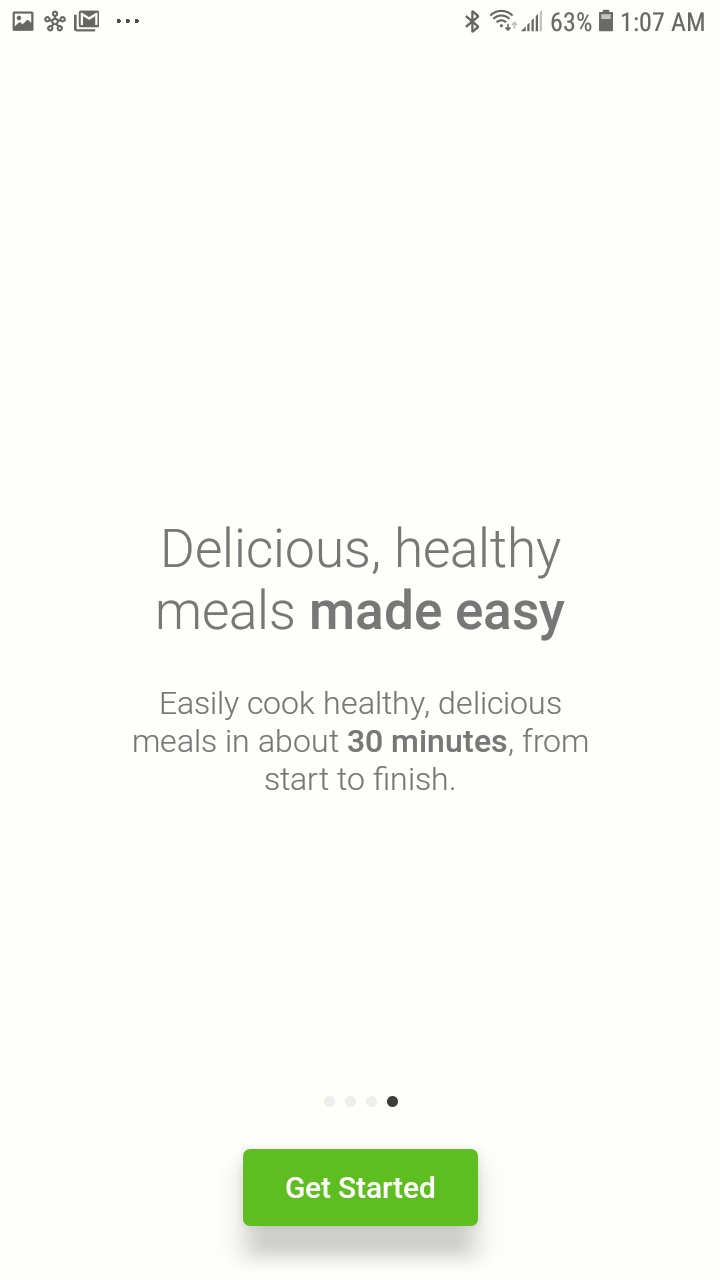 63% 1:07 AM
Delicious, healthy
meals made easy
Easily cook healthy, delicious
meals in about 30 minutes, from
start to finish.
Get Started